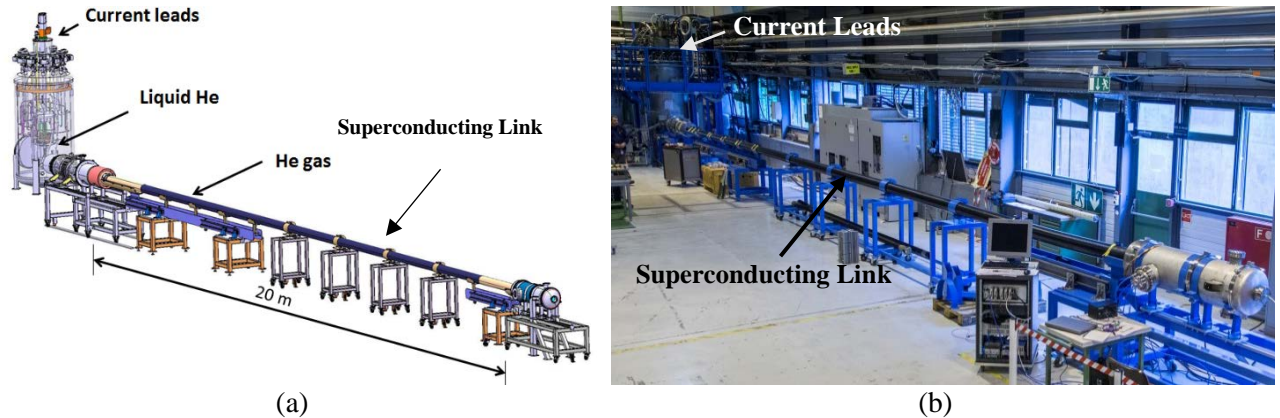 Current leads
Liquid He
Superconducting Link
He gas
20 m
(a)
Current Leads
Superconducting Link
(b)